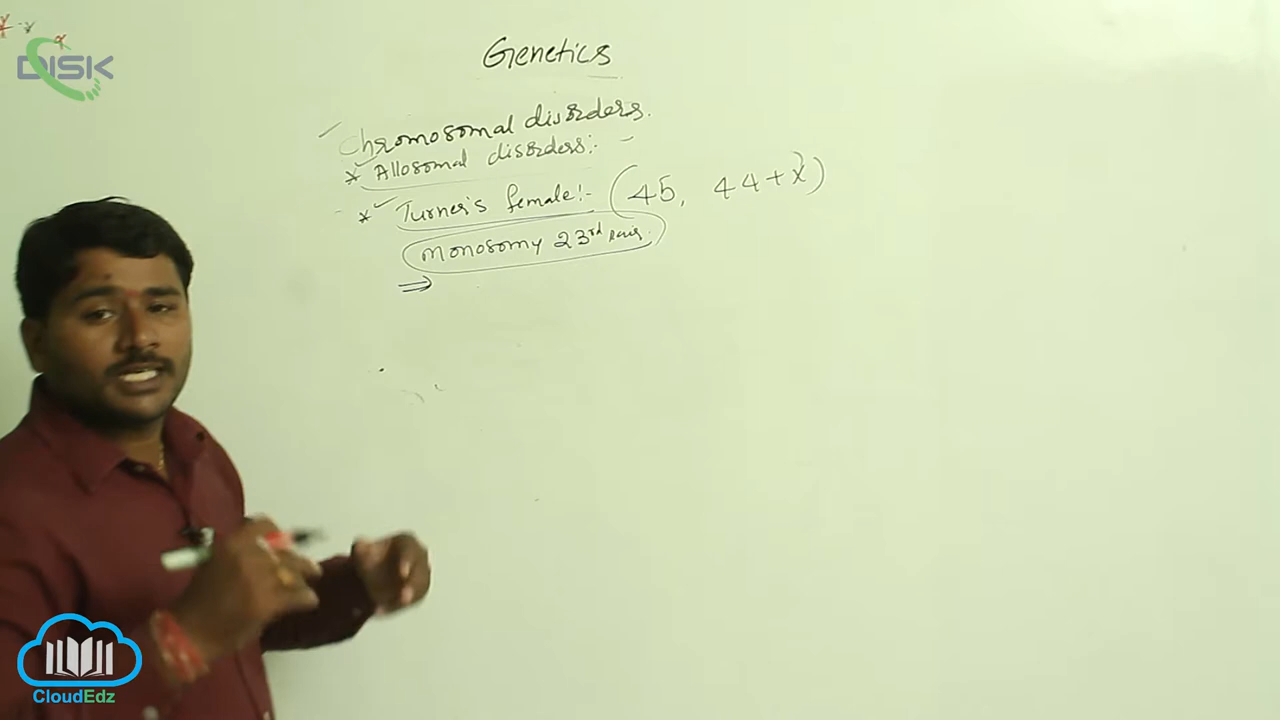 DISK
Genetics
Chromosomal disorders.
* Allosomal disorders:-
* Turner's female:- (45, 44+X)
Monosomy 23rd pair.
⇒
CloudEdz